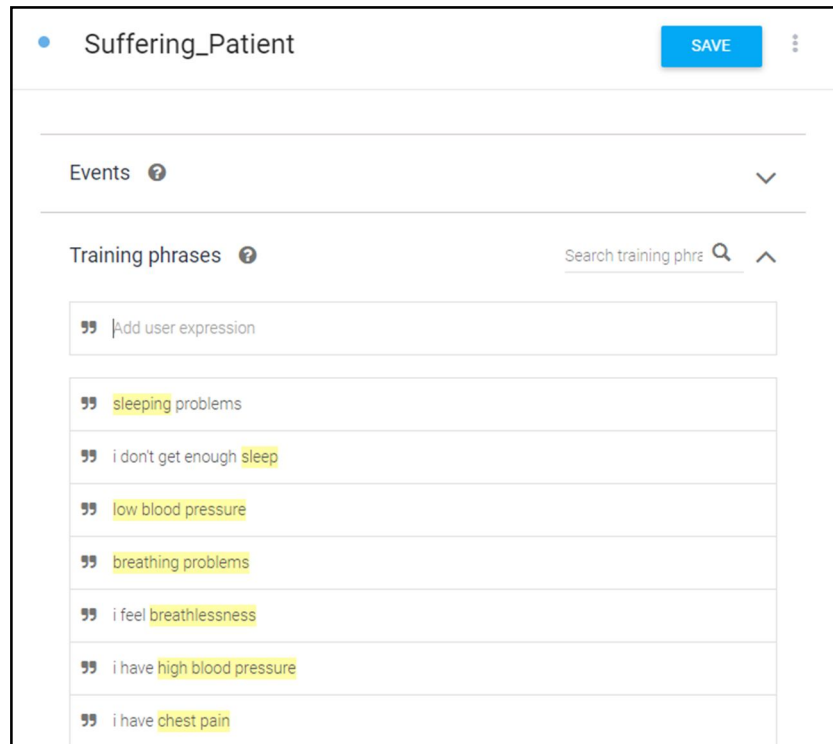 Suffering_Patient SAVE
Events
Training phrases Search training phra
Add user expression
sleeping problems
i don't get enough sleep
low blood pressure
breathing problems
i feel breathlessness
i have high blood pressure
i have chest pain